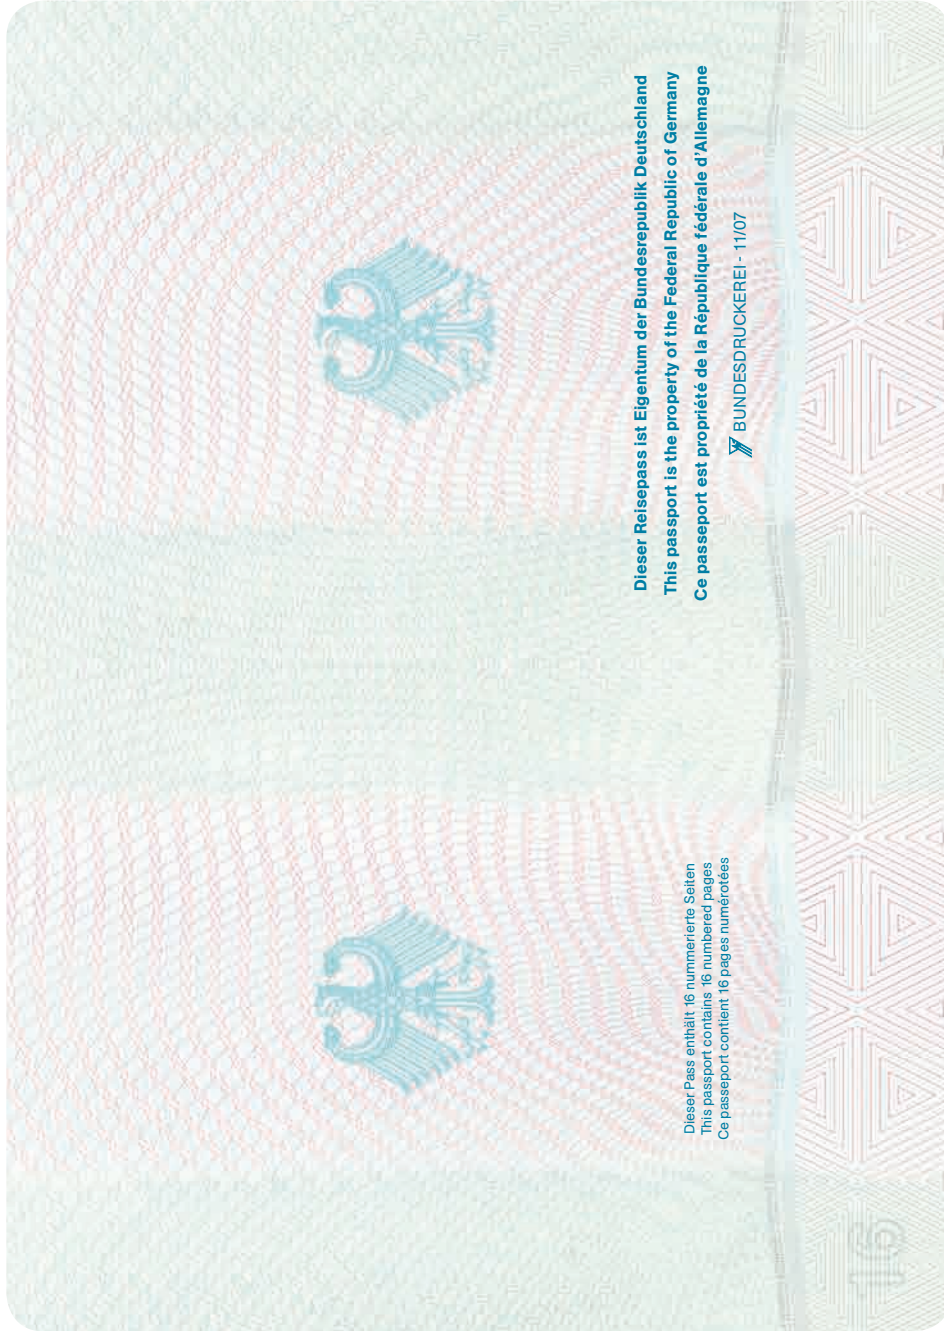 Dieser Pass enthält 16 nummerierte Seiten
This passport contains 16 numbered pages
Ce passeport contient 16 pages numérotées
16
Dieser Reisepass ist Eigentum der Bundesrepublik Deutschland
This passport is the property of the Federal Republic of Germany
Ce passeport est propriété de la République fédérale d’Allemagne
BUNDESDRUCKEREI - 11/07